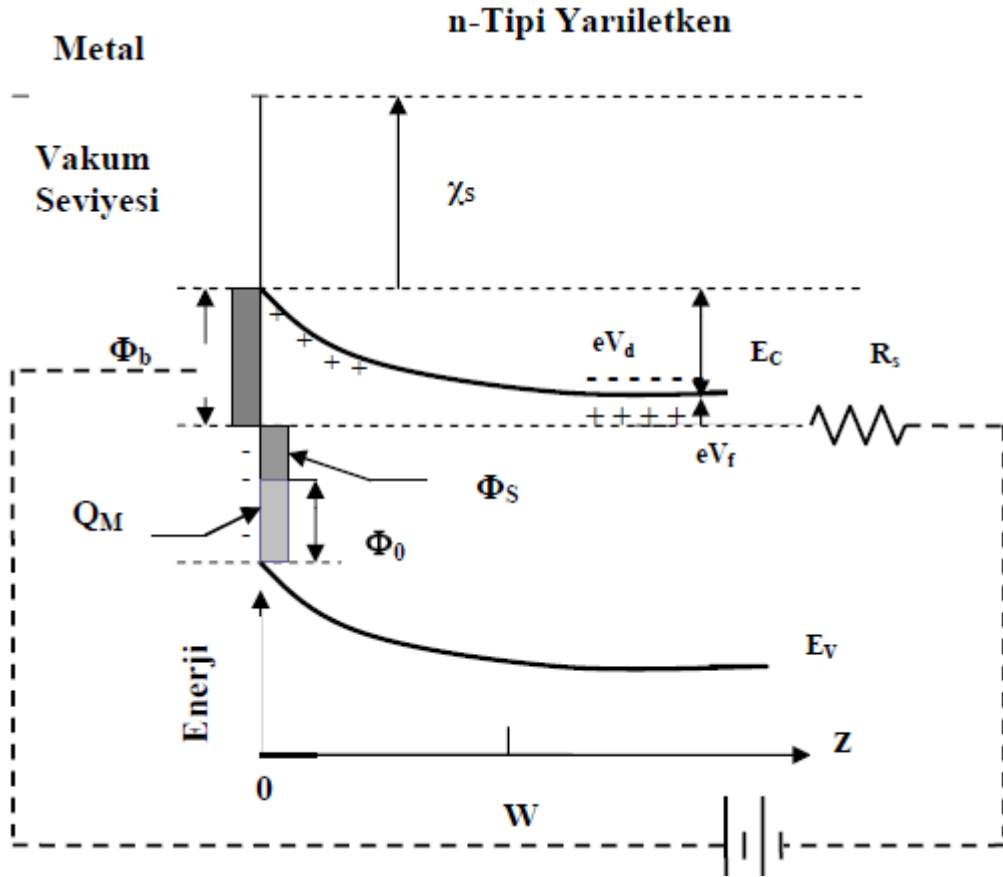 n-Tipi Yarıiletken
Metal
Vakum
Seviyesi
χS
Φb
eVd
EC
Rs
+
+
+ +
- - - - -
+ + + +
eVf
-
-
-
ΦS
QM
Φ0
Enerji
EV
Z
0
W